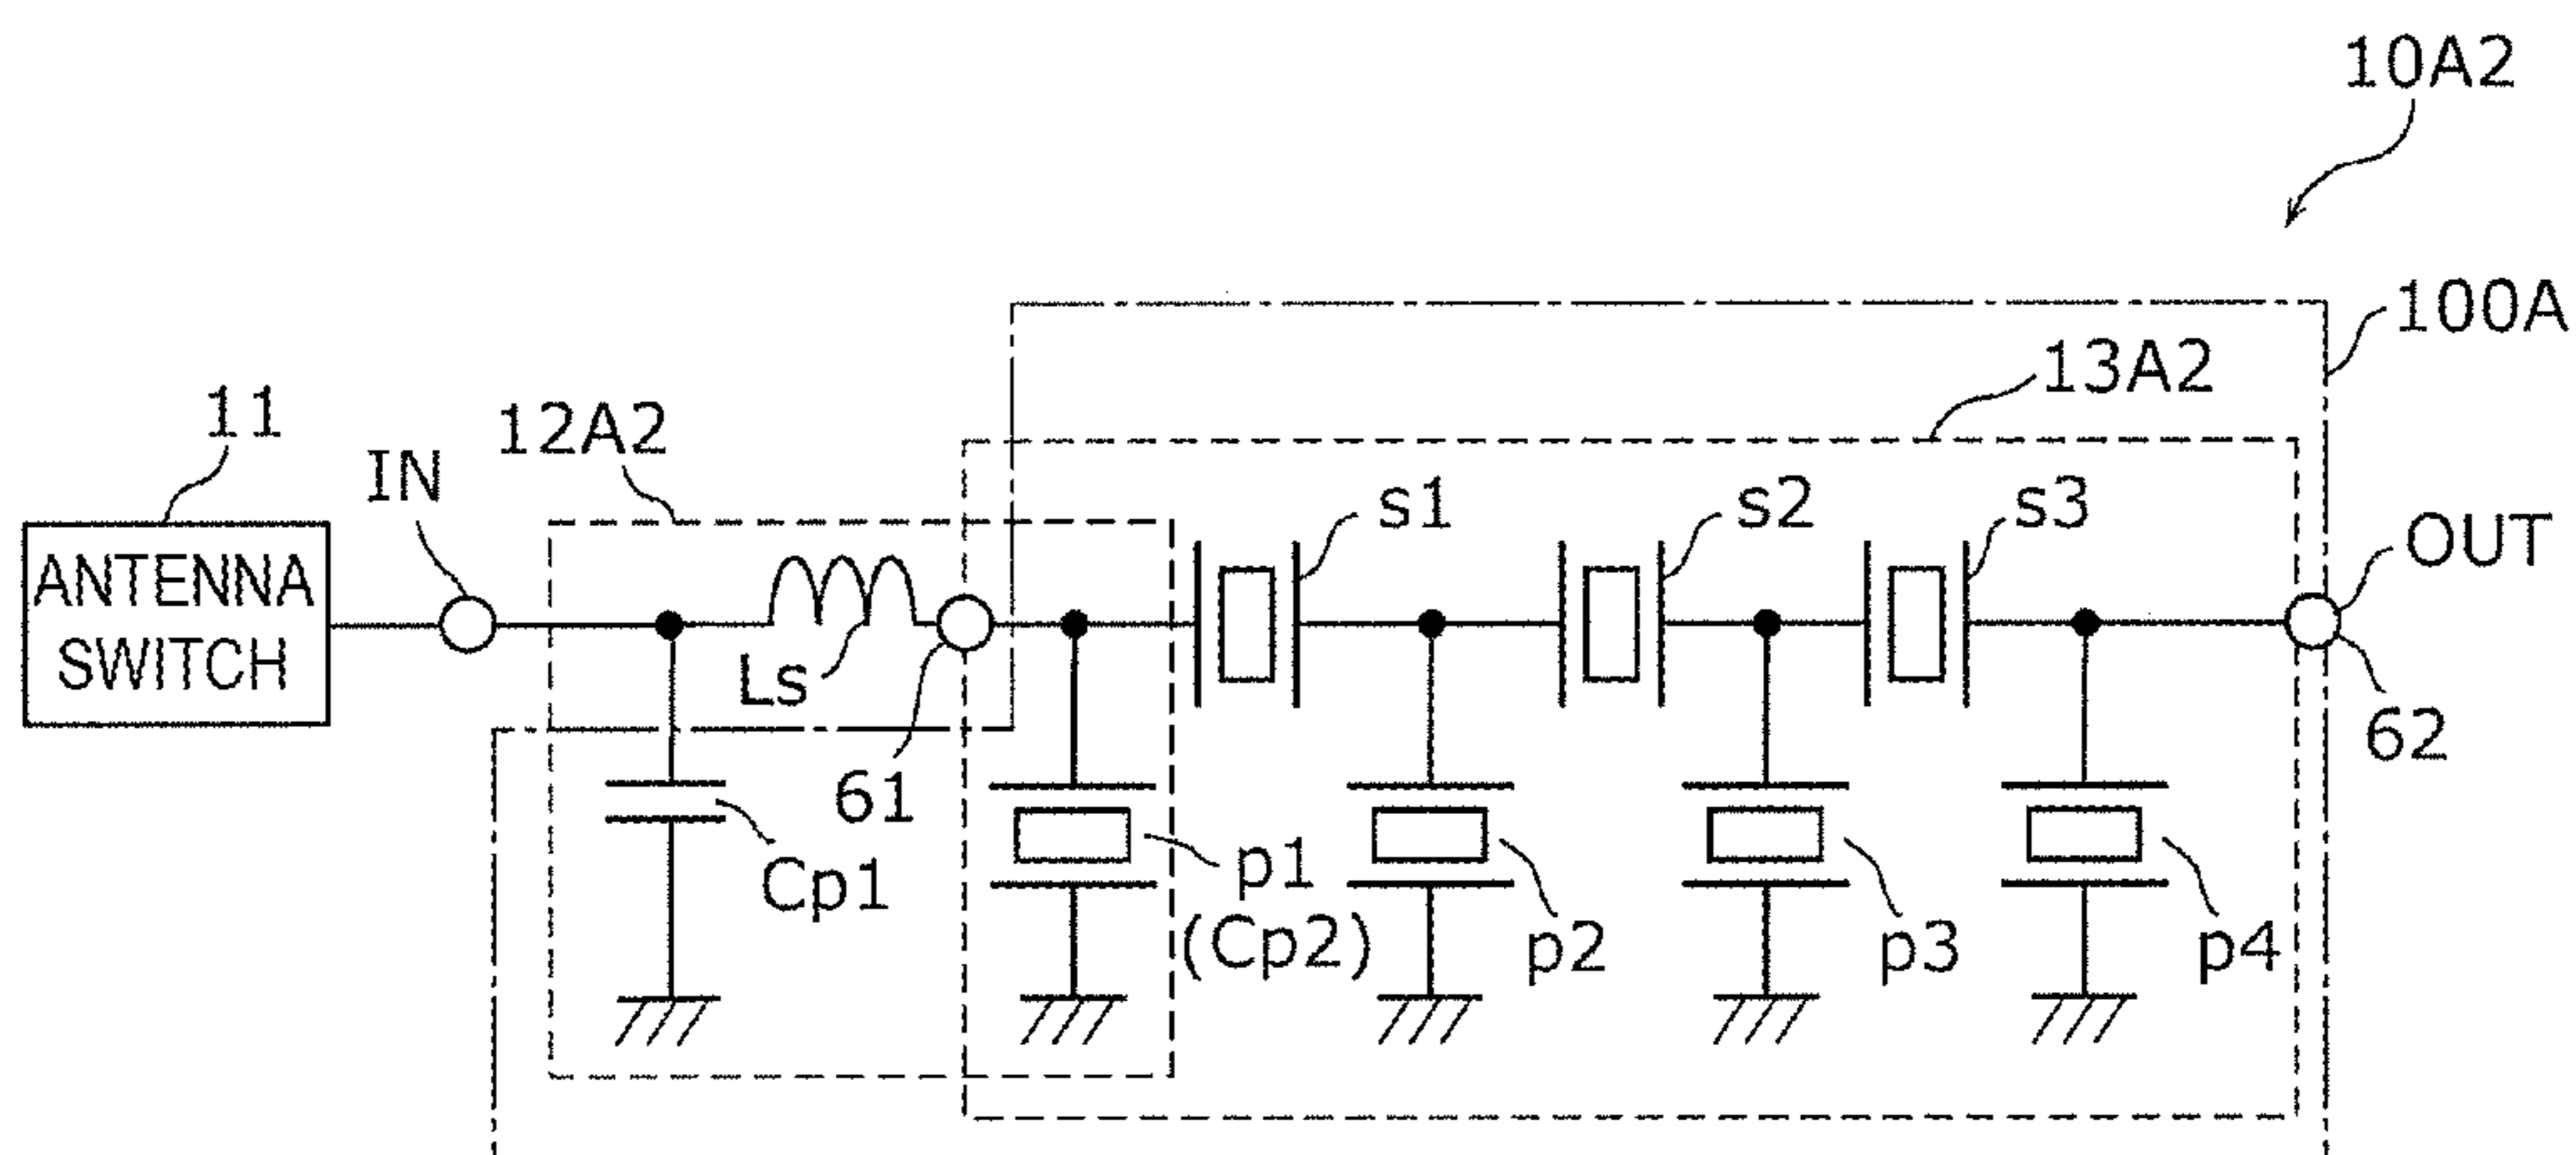 10A2
100A
13A2
11
12A2
IN
s1
s2
s3
OUT
ANTENNA
SWITCH
Ls
61
62
Cp1
p1
(Cp2)
p2
p3
p4